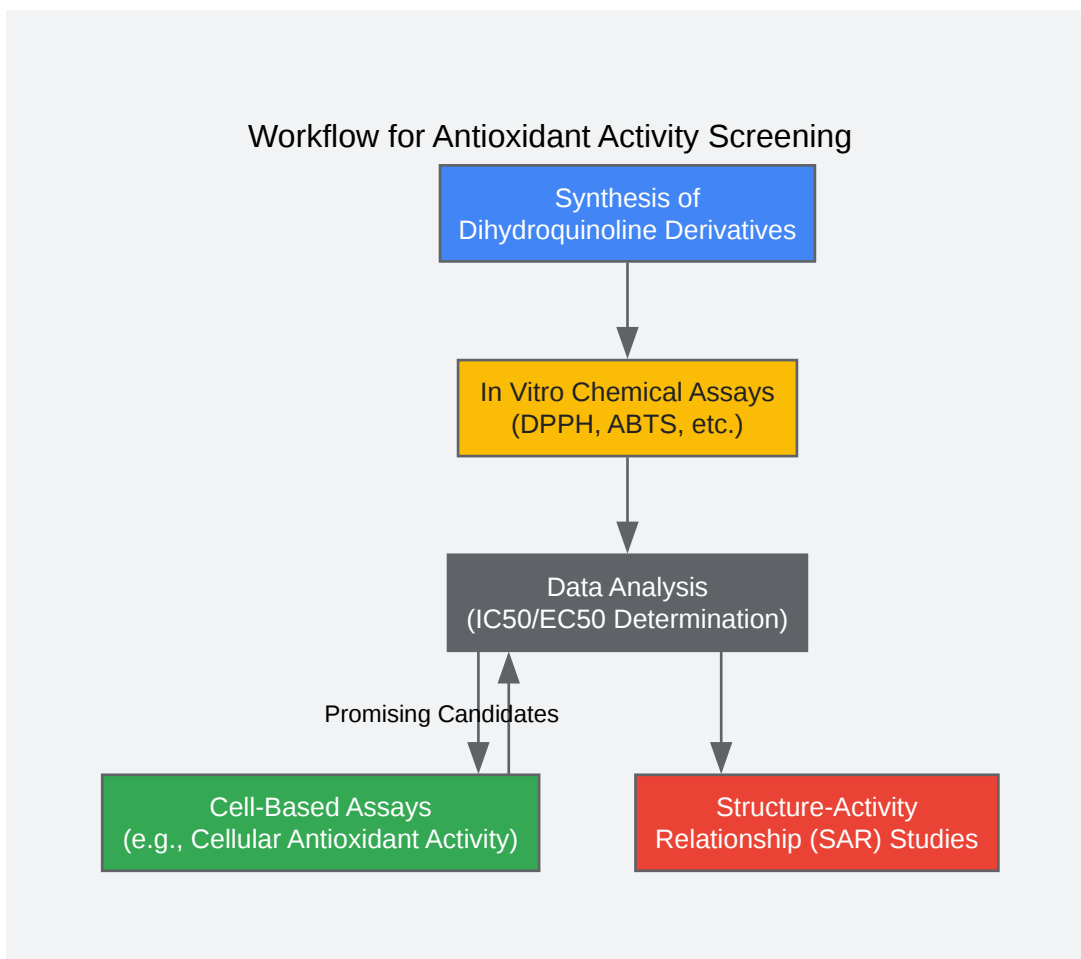 Workflow for Antioxidant Activity Screening
Synthesis of
Dihydroquinoline Derivatives
In Vitro Chemical Assays
(DPPH, ABTS, etc.)
Data Analysis
(IC50/EC50 Determination)
Promising Candidates
Cell-Based Assays
(e.g., Cellular Antioxidant Activity)
Structure-Activity
Relationship (SAR) Studies